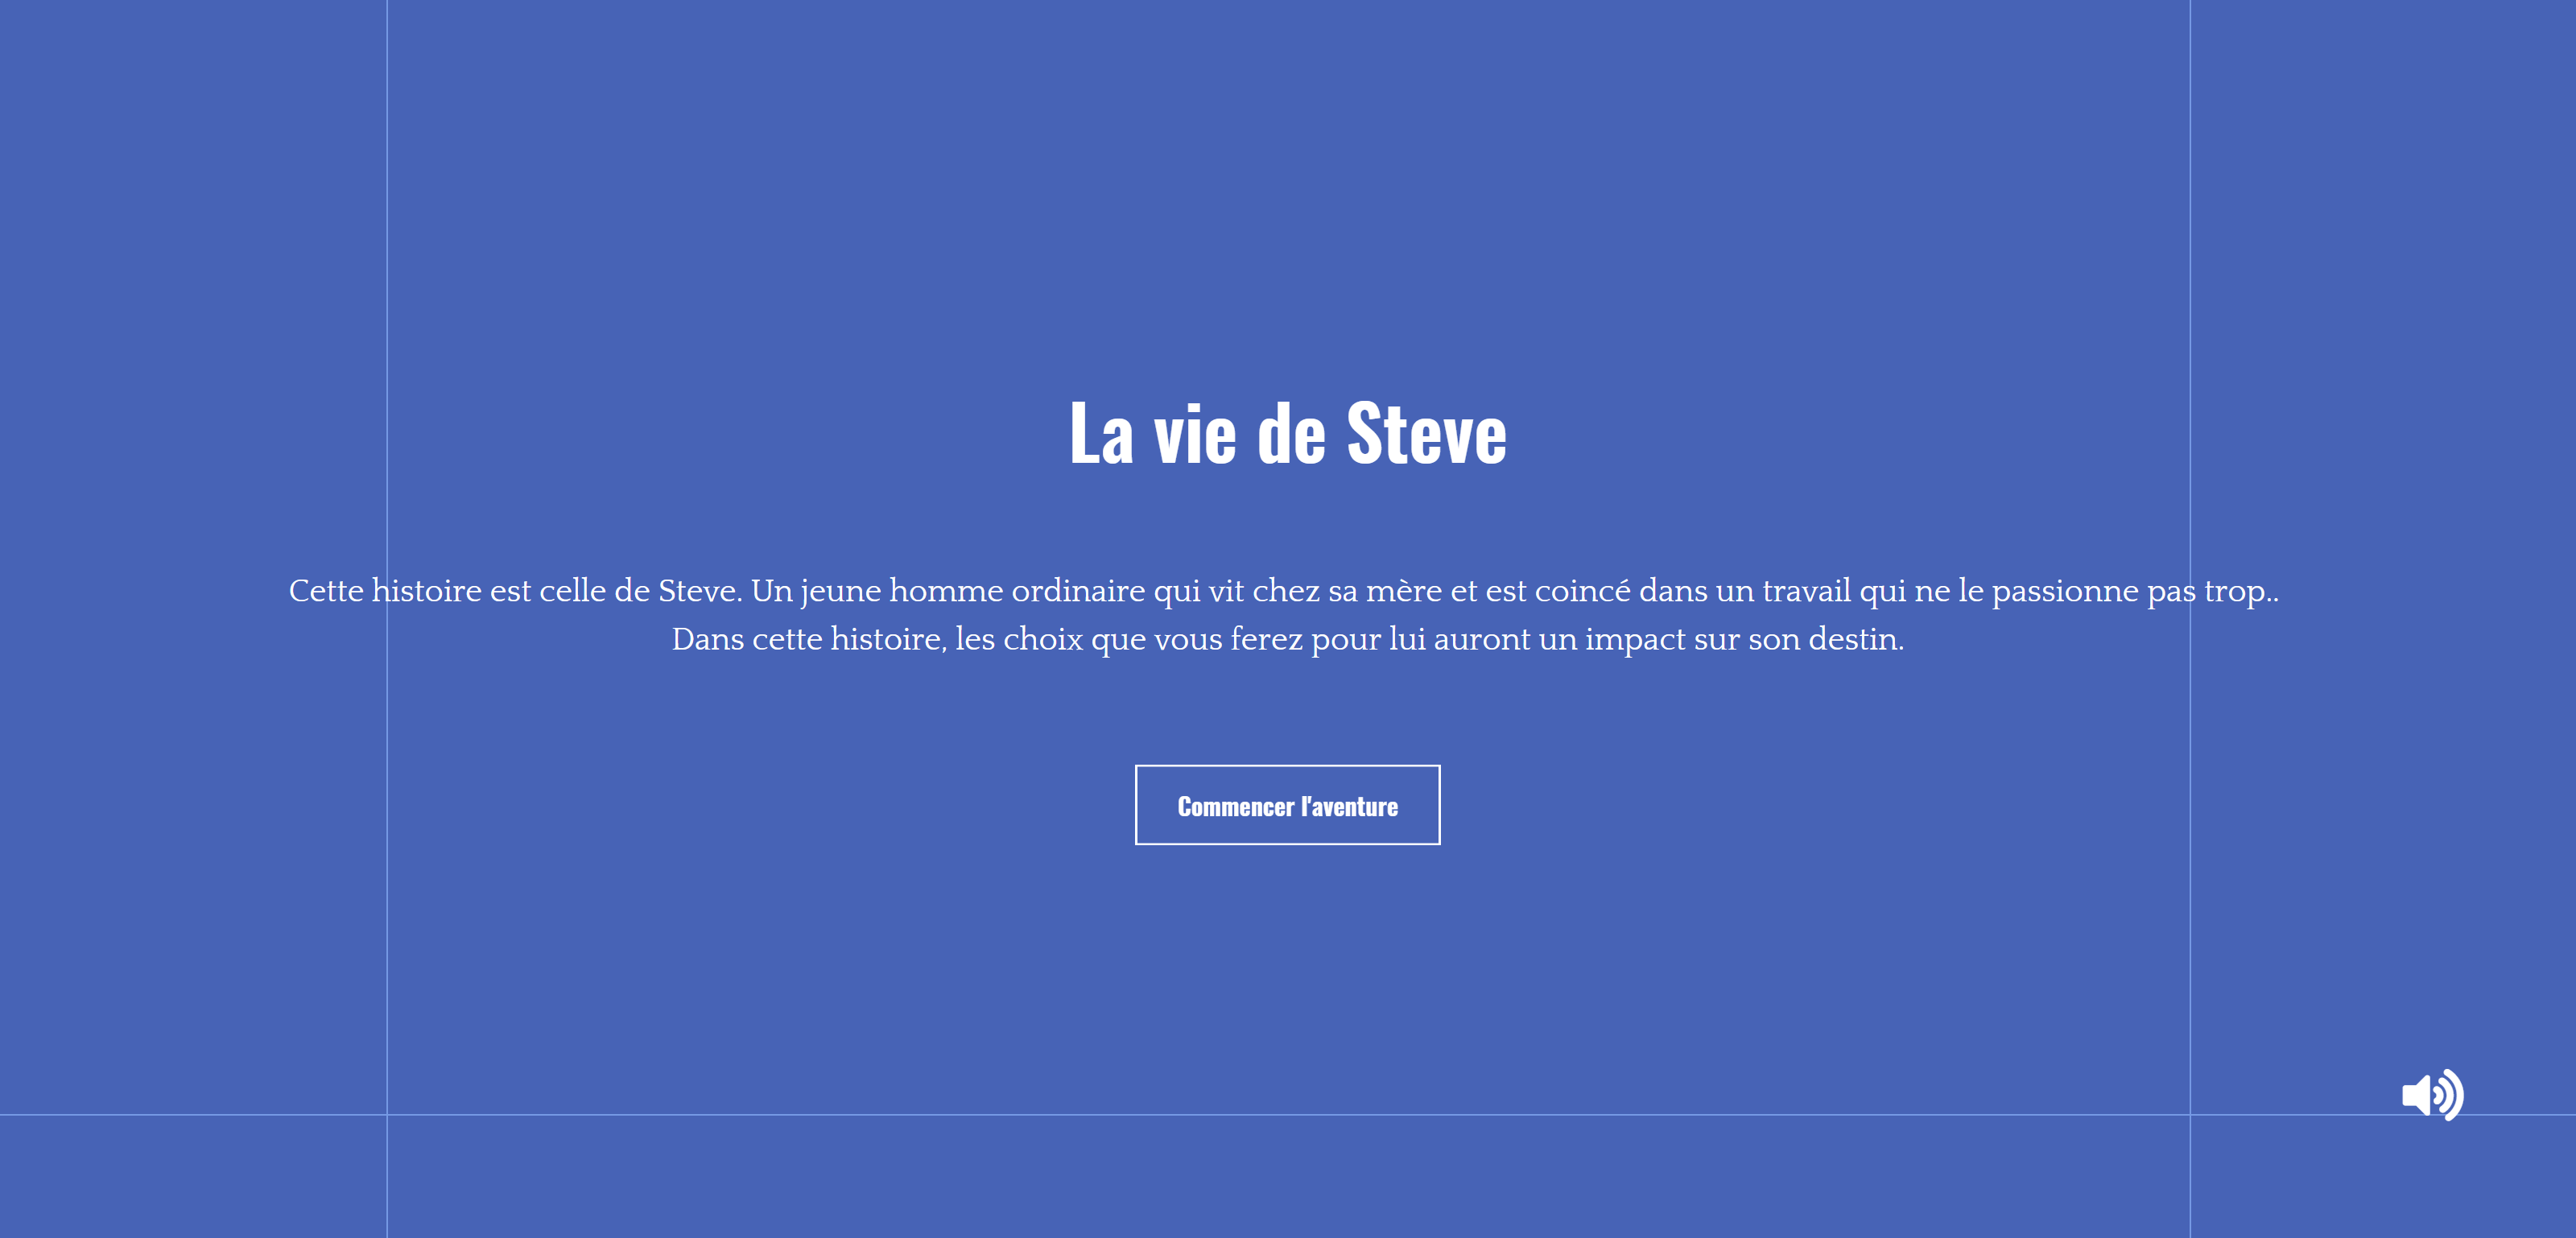 La vie de Steve
Cette histoire est celle de Steve. Un jeune homme ordinaire qui vit chez sa mère et est coincé dans un travail qui ne le passionne pas trop..
Dans cette histoire, les choix que vous ferez pour lui auront un impact sur son destin.
Commencer l'aventure